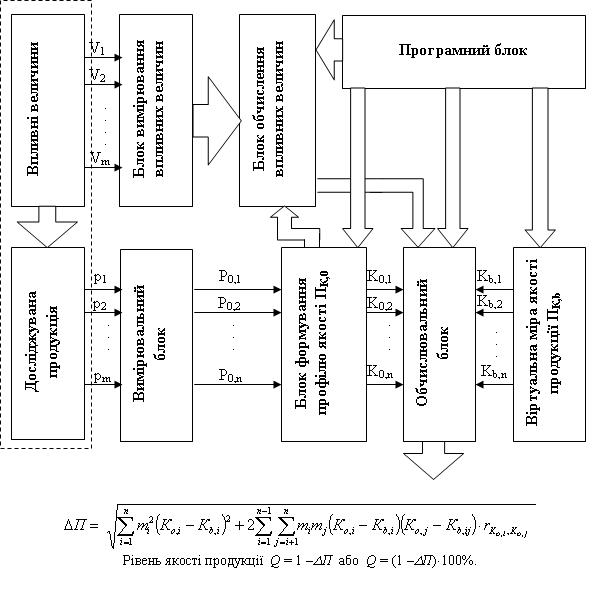 Впливні величини
V1
V2
Vm
Блок вимірювання
впливних величин
Блок обчислення
впливних величин
Програмний блок
Досліджувана
продукція
p1
p2
pm
Вимірювальний
блок
P0,1
P0,2
P0,n
Блок формування
профілю якості ПК,0
K0,1
K0,2
K0,n
Обчислювальний
блок
Kb,1
Kb,2
Kb,n
Віртуальна міра якості
продукції ПК,Ь
ΔП = √(∑_{i=1}^{n} m_i^2 (K_{o,i} − K_{b,i})^2 + 2 ∑_{i=1}^{n−1} ∑_{j=i+1}^{n} m_i m_j (K_{o,i} − K_{b,i})(K_{o,j} − K_{b,ij}) · r_{K_{o,i}, K_{o,j}})
Рівень якості продукції Q = 1 –ΔП або Q = (1 –ΔП)·100%.